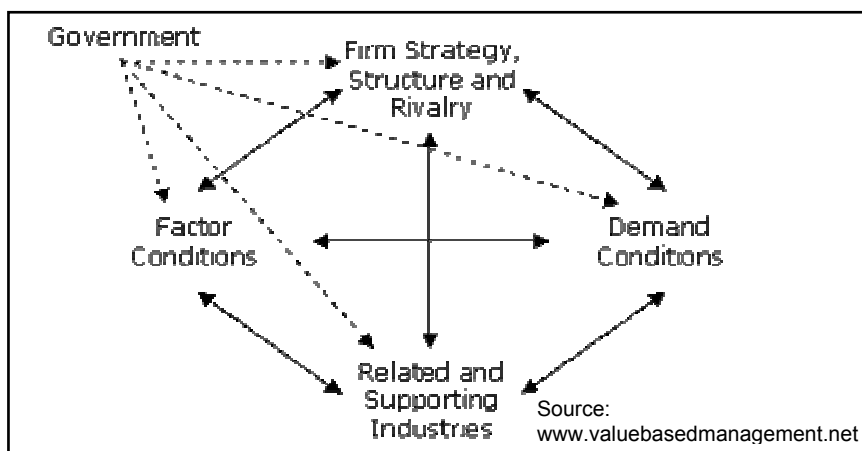 Government
Firm Strategy,
Structure and
Rivalry
Factor
Conditions
Demand
Conditions
Related and
Supporting
Industries
Source:
www.valuebasedmanagement.net